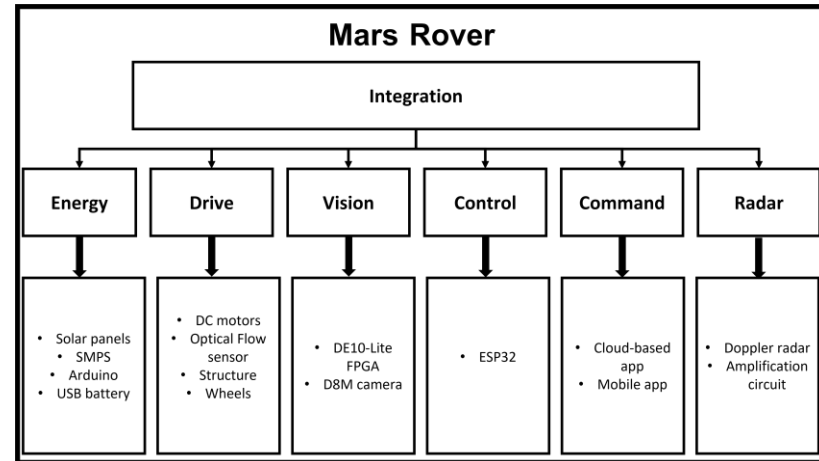 Mars Rover
Integration
Energy
Drive
Vision
Control
Command
Radar
• Solar panels
• SMPS
• Arduino
• USB battery
• DC motors
• Optical Flow
sensor
• Structure
• Wheels
• DE10-Lite
FPGA
• D8M camera
• ESP32
• Cloud-based
app
• Mobile app
• Doppler radar
• Amplification
circuit